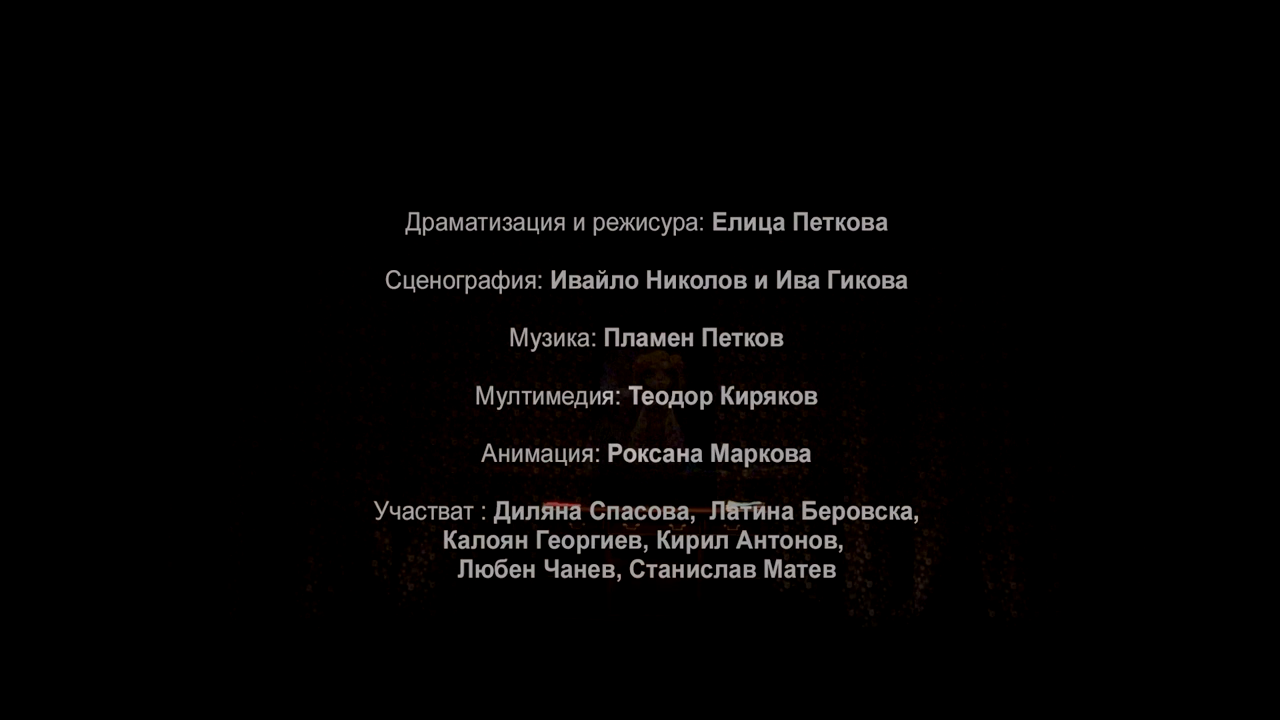 Драматизация и режисура: Елица Петкова
Сценография: Ивайло Николов и Ива Гикова
Музика: Пламен Петков
Мултимедия: Теодор Киряков
Анимация: Роксана Маркова
Участват : Диляна Спасова, Латина Беровска,
Калоян Георгиев, Кирил Антонов,
Любен Чанев, Станислав Матев